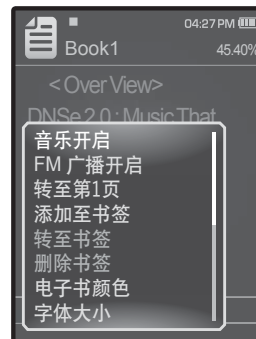 04:27 PM
Book1
45.40%
<Over View>
DNSe 2.0 : Music That
音乐开启
FM 广播开启
转至第1页
添加至书签
转至书签
删除书签
电子书颜色
字体大小